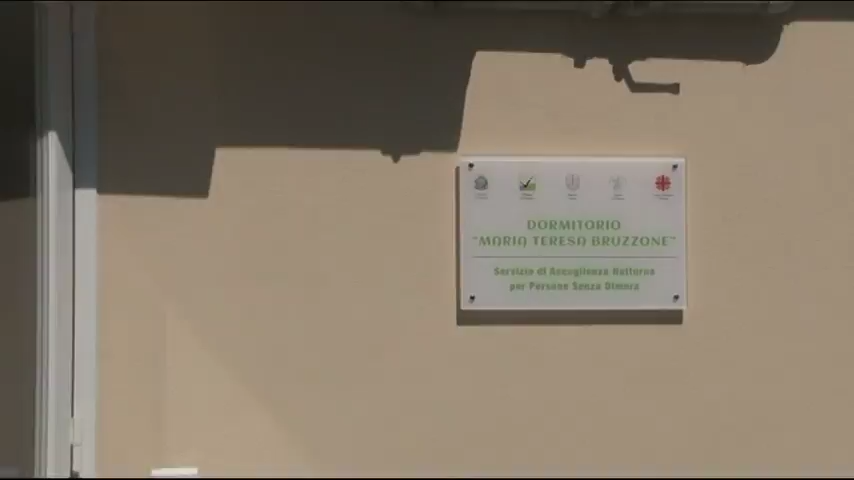 DORMITORIO
"MARIA TERESA BRUZZONE"
Servizio di Accoglienza Notturna
per Persone Senza Dimora